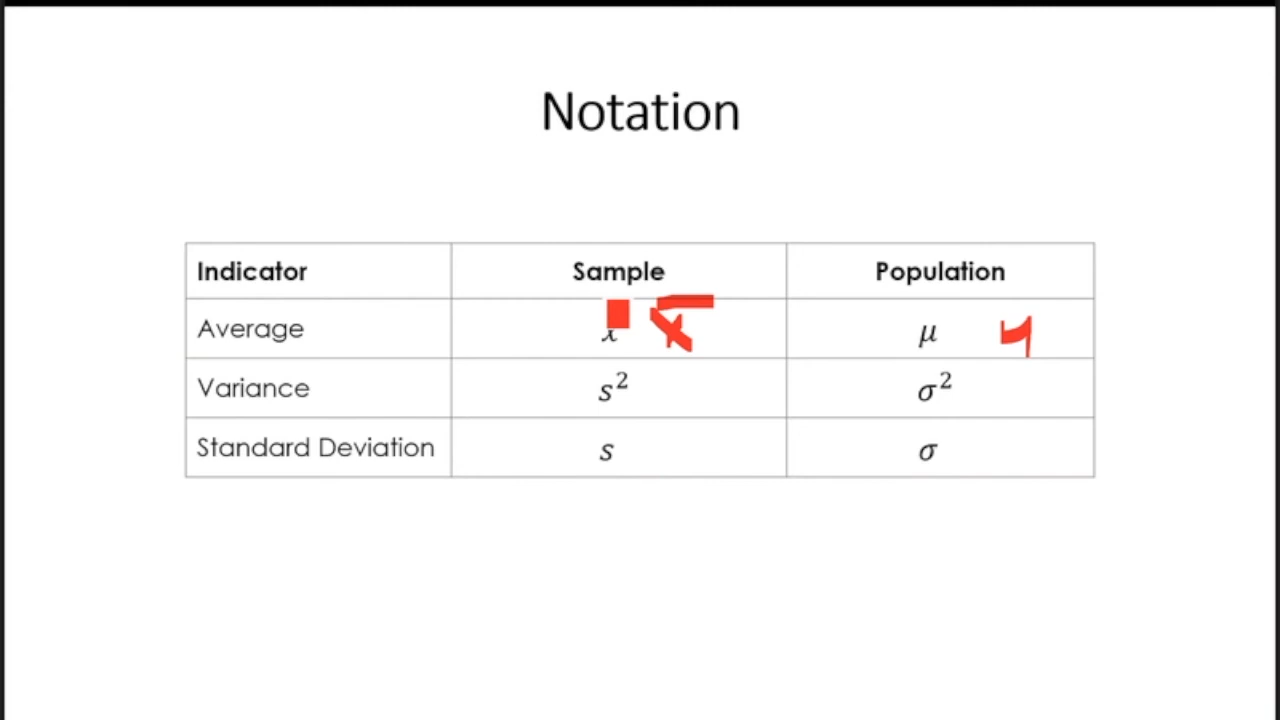 Notation
Indicator Sample Population
Average x̄ μ
Variance s² σ²
Standard Deviation s σ